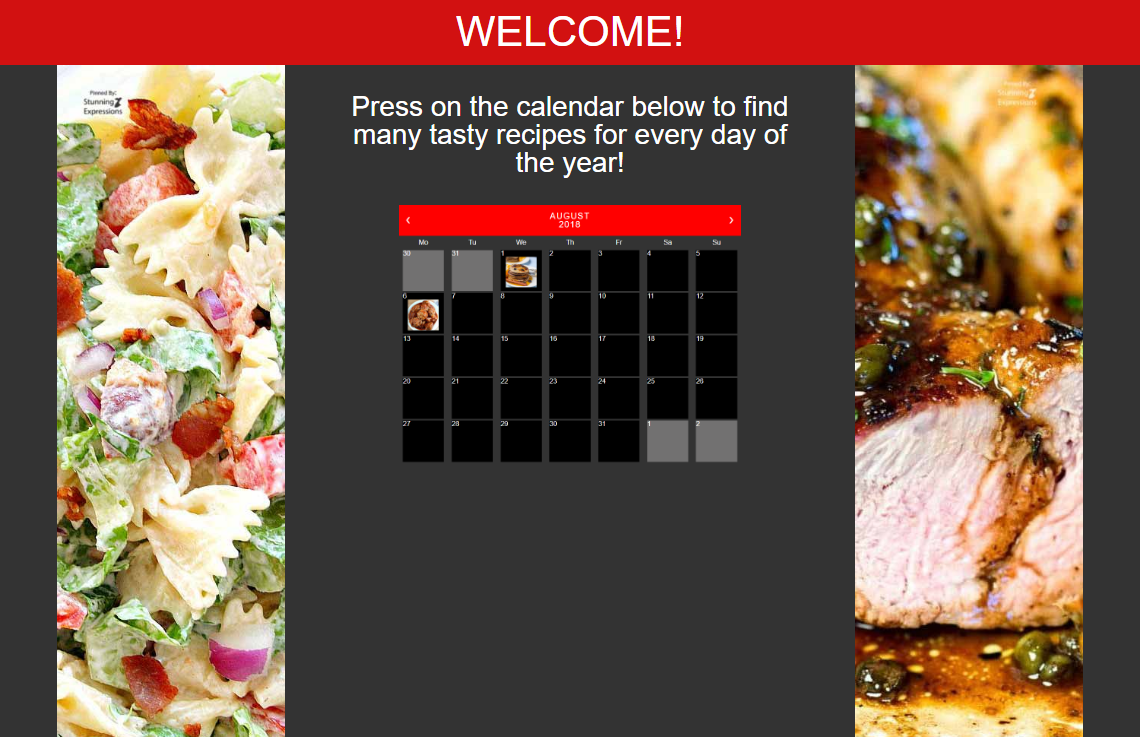 WELCOME!
Pinned By:
Stunning
Expressions
Press on the calendar below to find
many tasty recipes for every day of
the year!
Pinned By:
Stunning
Expressions
‹ AUGUST ›
2018
Mo Tu We Th Fr Sa Su
30 31 1 2 3 4 5
6 7 8 9 10 11 12
13 14 15 16 17 18 19
20 21 22 23 24 25 26
27 28 29 30 31 1 2